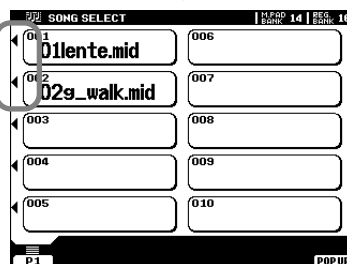 SONG SELECT
M.PAD BANK 14 REG. BANK 16
001
01lente.mid
002
02g_walk.mid
003
004
005
006
007
008
009
010
P1
POP UP